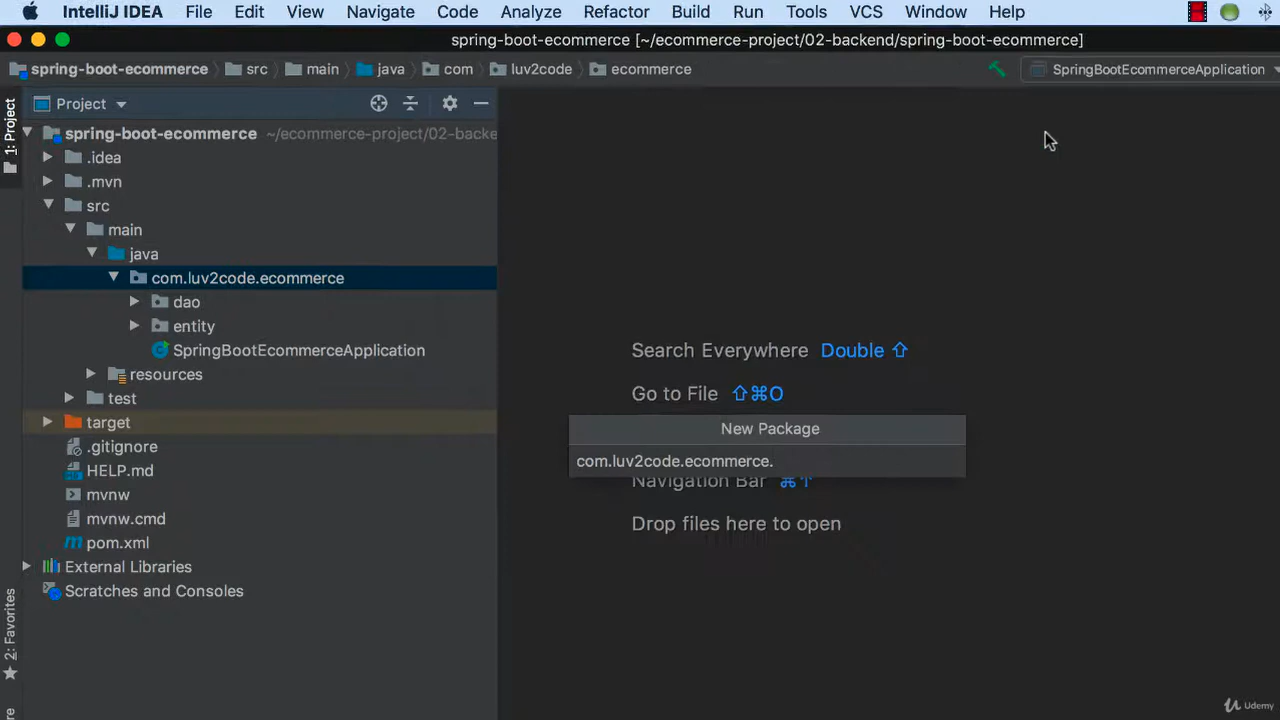 IntelliJ IDEA File Edit View Navigate Code Analyze Refactor Build Run Tools VCS Window Help
spring-boot-ecommerce [~/ecommerce-project/02-backend/spring-boot-ecommerce]
spring-boot-ecommerce src main java com luv2code ecommerce SpringBootEcommerceApplication
1: Project
Project
spring-boot-ecommerce ~/ecommerce-project/02-backe
.idea
.mvn
src
main
java
com.luv2code.ecommerce
dao
entity
SpringBootEcommerceApplication
resources
test
target
.gitignore
HELP.md
mvnw
mvnw.cmd
pom.xml
External Libraries
Scratches and Consoles
2: Favorites
Search Everywhere Double ⇧
Go to File ⇧⌘O
New Package
com.luv2code.ecommerce.
Navigation Bar ⌘↑
Drop files here to open
Udemy